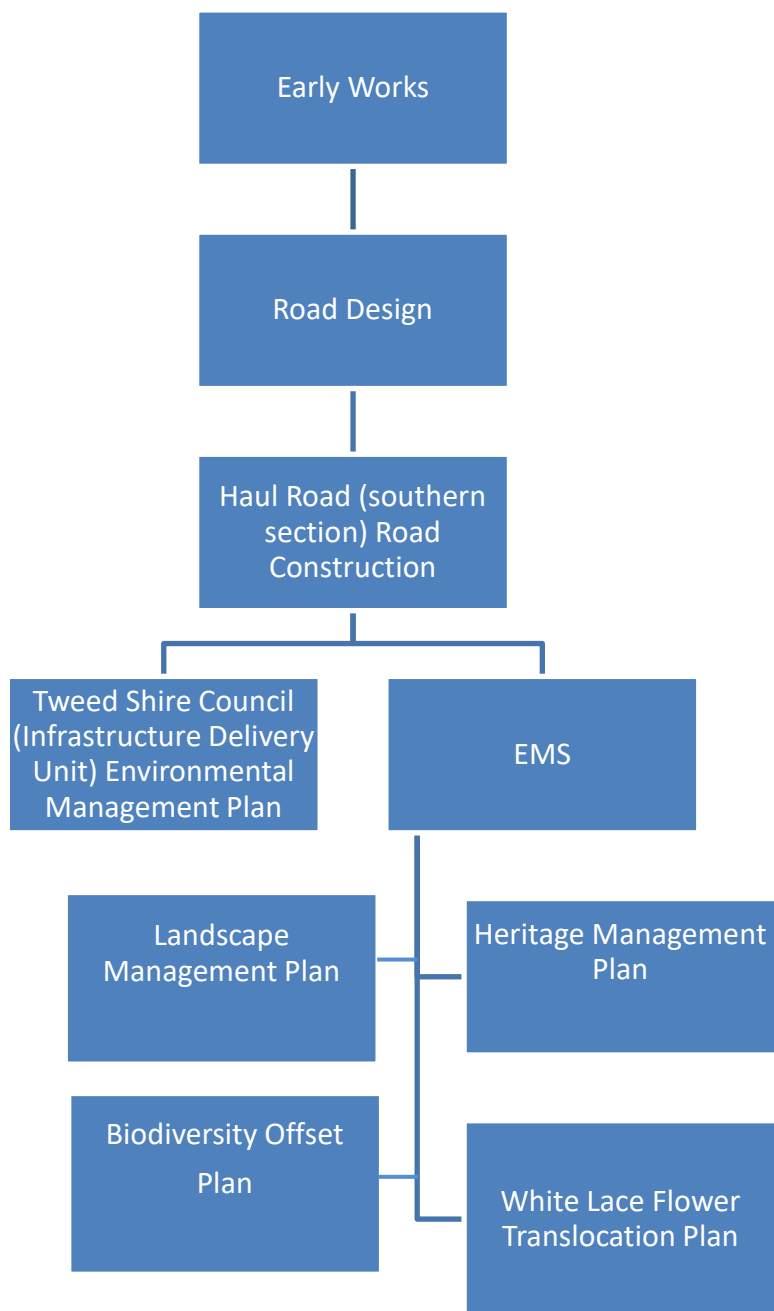 Early Works
Road Design
Haul Road (southern
section) Road
Construction
Tweed Shire Council
(Infrastructure Delivery
Unit) Environmental
Management Plan
EMS
Landscape
Management Plan
Heritage Management
Plan
Biodiversity Offset
Plan
White Lace Flower
Translocation Plan